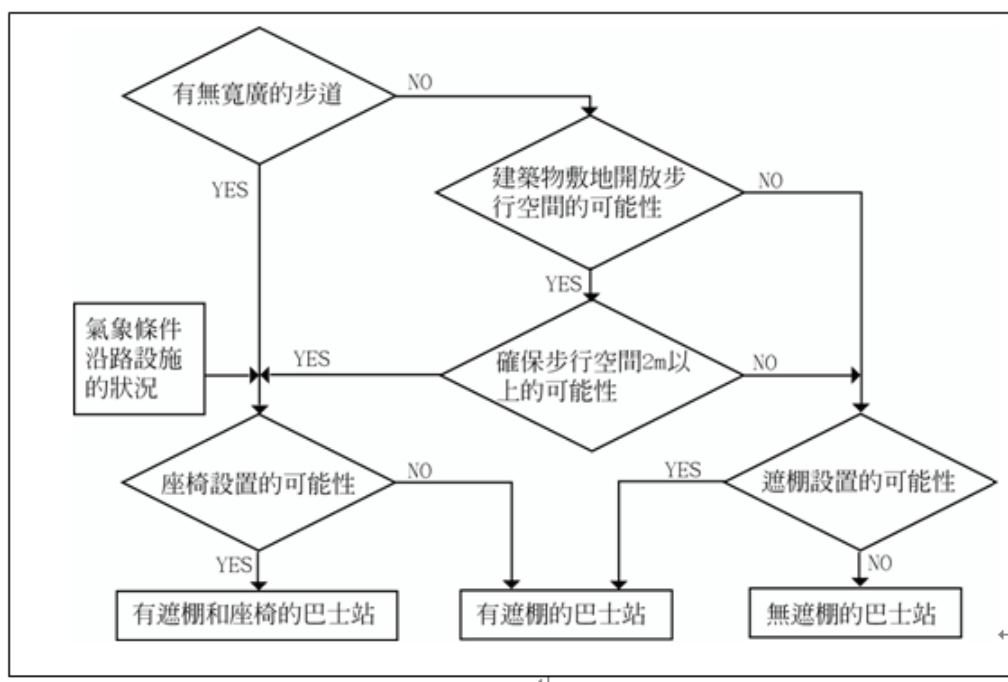 有無寬廣的步道
NO
建築物敷地開放步
行空間的可能性
NO
YES
YES
氣象條件
沿路設施
的狀況
YES
確保步行空間2m以
上的可能性
NO
座椅設置的可能性
NO
YES
遮棚設置的可能性
YES
NO
有遮棚和座椅的巴士站
有遮棚的巴士站
無遮棚的巴士站